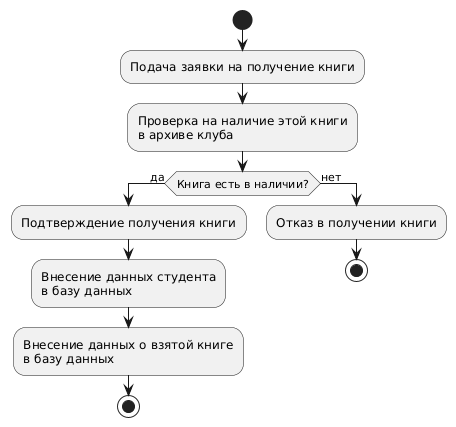 Подача заявки на получение книги
Проверка на наличие этой книги
в архиве клуба
да
Книга есть в наличии?
нет
Подтверждение получения книги
Отказ в получении книги
Внесение данных студента
в базу данных
Внесение данных о взятой книге
в базу данных